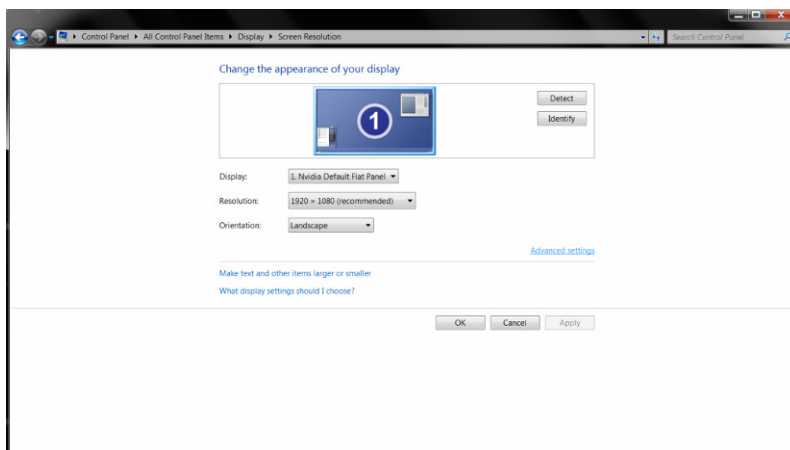 Control Panel ▸ All Control Panel Items ▸ Display ▸ Screen Resolution
Search Control Panel
Change the appearance of your display
1
Detect
Identify
Display: 1. Nvidia Default Flat Panel
Resolution: 1920 × 1080 (recommended)
Orientation: Landscape
Advanced settings
Make text and other items larger or smaller
What display settings should I choose?
OK Cancel Apply